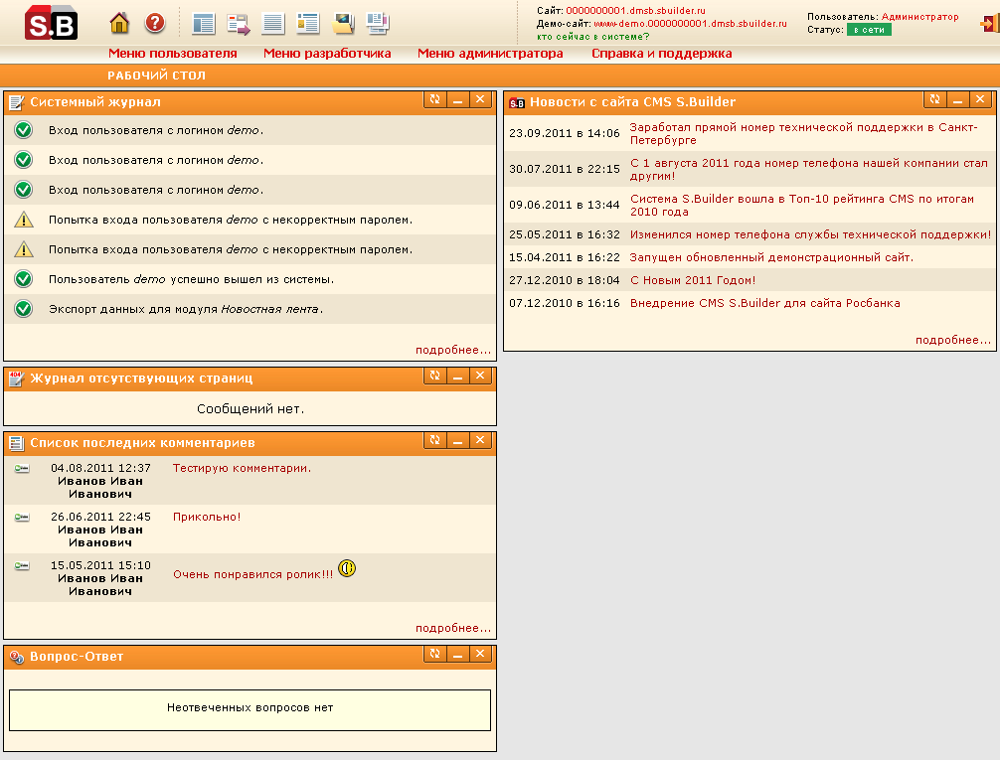 S.B
Сайт: 0000000001.dmsb.sbuilder.ru
Демо-сайт: www-demo.0000000001.dmsb.sbuilder.ru
кто сейчас в системе?
Пользователь: Администратор
Статус: в сети
Меню пользователя Меню разработчика Меню администратора Справка и поддержка
РАБОЧИЙ СТОЛ
Системный журнал
Вход пользователя с логином demo.
Вход пользователя с логином demo.
Вход пользователя с логином demo.
Попытка входа пользователя demo с некорректным паролем.
Попытка входа пользователя demo с некорректным паролем.
Пользователь demo успешно вышел из системы.
Экспорт данных для модуля Новостная лента.
подробнее...
S.B Новости с сайта CMS S.Builder
23.09.2011 в 14:06 Заработал прямой номер технической поддержки в Санкт-
Петербурге
30.07.2011 в 22:15 С 1 августа 2011 года номер телефона нашей компании стал
другим!
09.06.2011 в 13:44 Система S.Builder вошла в Топ-10 рейтинга CMS по итогам
2010 года
25.05.2011 в 16:32 Изменился номер телефона службы технической поддержки!
15.04.2011 в 16:22 Запущен обновленный демонстрационный сайт.
27.12.2010 в 18:04 С Новым 2011 Годом!
07.12.2010 в 16:16 Внедрение CMS S.Builder для сайта Росбанка
подробнее...
404 Журнал отсутствующих страниц
Сообщений нет.
Список последних комментариев
04.08.2011 12:37 Тестирую комментарии.
Иванов Иван
Иванович
26.06.2011 22:45 Прикольно!
Иванов Иван
Иванович
15.05.2011 15:10 Очень понравился ролик!!!
Иванов Иван
Иванович
подробнее...
Вопрос-Ответ
Неотвеченных вопросов нет